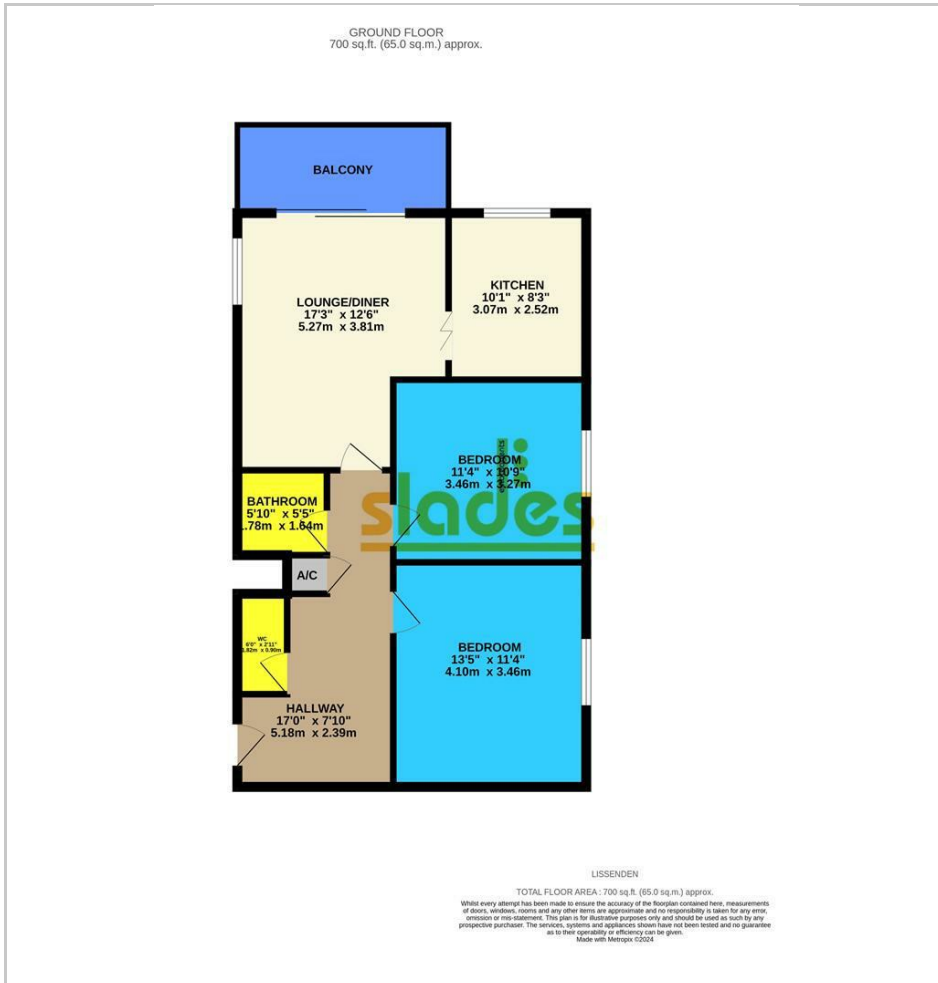 GROUND FLOOR
700 sq.ft. (65.0 sq.m.) approx.
BALCONY
LOUNGE/DINER
17'3" x 12'6"
5.27m x 3.81m
KITCHEN
10'1" x 8'3"
3.07m x 2.52m
BEDROOM
11'4" x 10'9"
3.46m x 3.27m
slades
BATHROOM
5'10" x 5'5"
1.78m x 1.64m
A/C
WC
6'0" x 2'11"
1.82m x 0.90m
BEDROOM
13'5" x 11'4"
4.10m x 3.46m
HALLWAY
17'0" x 7'10"
5.18m x 2.39m
LISSENDEN
TOTAL FLOOR AREA : 700 sq.ft. (65.0 sq.m.) approx.
Whilst every attempt has been made to ensure the accuracy of the floorplan contained here, measurements
of doors, windows, rooms and any other items are approximate and no responsibility is taken for any error,
omission or mis-statement. This plan is for illustrative purposes only and should be used as such by any
prospective purchaser. The services, systems and appliances shown have not been tested and no guarantee
as to their operability or efficiency can be given.
Made with Metropix ©2024